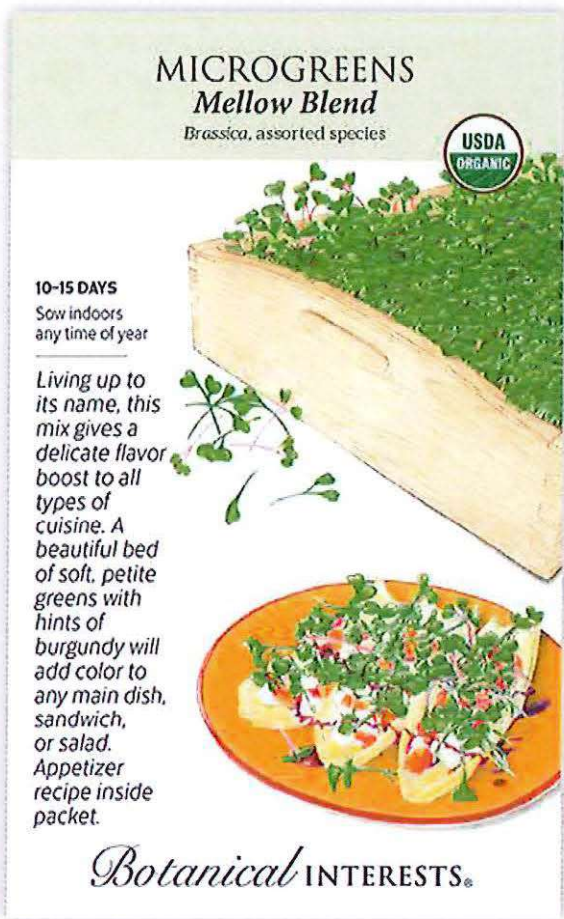 MICROGREENS
Mellow Blend
Brassica, assorted species
USDA
ORGANIC
10-15 DAYS
Sow indoors
any time of year
Living up to
its name, this
mix gives a
delicate flavor
boost to all
types of
cuisine. A
beautiful bed
of soft, petite
greens with
hints of
burgundy will
add color to
any main dish,
sandwich,
or salad.
Appetizer
recipe inside
packet.
Botanical INTERESTS®